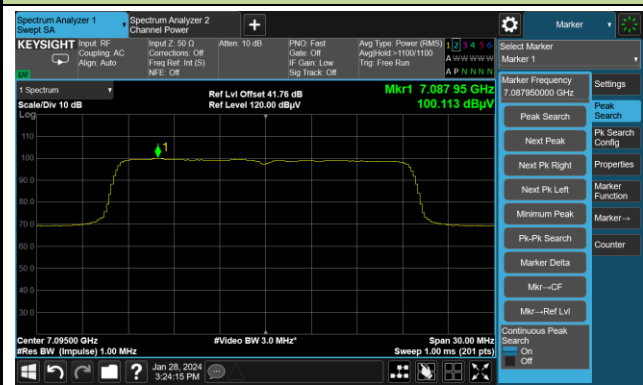 Spectrum Analyzer 1
Swept SA
Spectrum Analyzer 2
Channel Power
+
Marker
KEYSIGHT
Input: RF
Coupling: AC
Align: Auto
Input Z: 50 Ω
Corrections: Off
Freq Ref: Int (S)
NFE: Off
Atten: 10 dB
PNO: Fast
Gate: Off
IF Gain: Low
Sig Track: Off
Avg Type: Power (RMS)
Avg|Hold:>1100/1100
Trig: Free Run
1 2 3 4 5 6
A W W W W W
A P N N N N
LXI
Select Marker
Marker 1
1 Spectrum
Scale/Div 10 dB
Log
Ref Lvl Offset 41.76 dB
Ref Level 120.00 dBµV
Mkr1 7.087 95 GHz
100.113 dBµV
Marker Frequency
7.087950000 GHz
Settings
Peak Search
Peak
Search
Next Peak
Pk Search
Config
Next Pk Right
Properties
Next Pk Left
Marker
Function
Minimum Peak
Marker→
Pk-Pk Search
Counter
Marker Delta
Mkr→CF
Mkr→Ref Lvl
Continuous Peak
Search
On
Off
110
100
90.0
80.0
70.0
60.0
50.0
40.0
30.0
1
Center 7.09500 GHz
#Res BW (Impulse) 1.00 MHz
#Video BW 3.0 MHz*
Span 30.00 MHz
Sweep 1.00 ms (201 pts)
?
Jan 28, 2024
3:24:15 PM